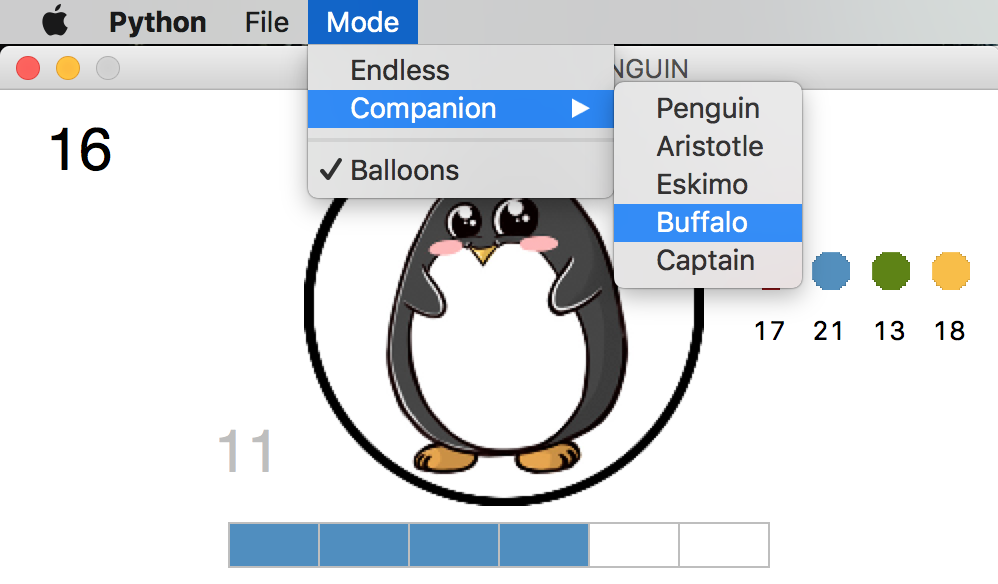 Python File Mode
NGUIN
Endless
Companion
Balloons
Penguin
Aristotle
Eskimo
Buffalo
Captain
16
17 21 13 18
11